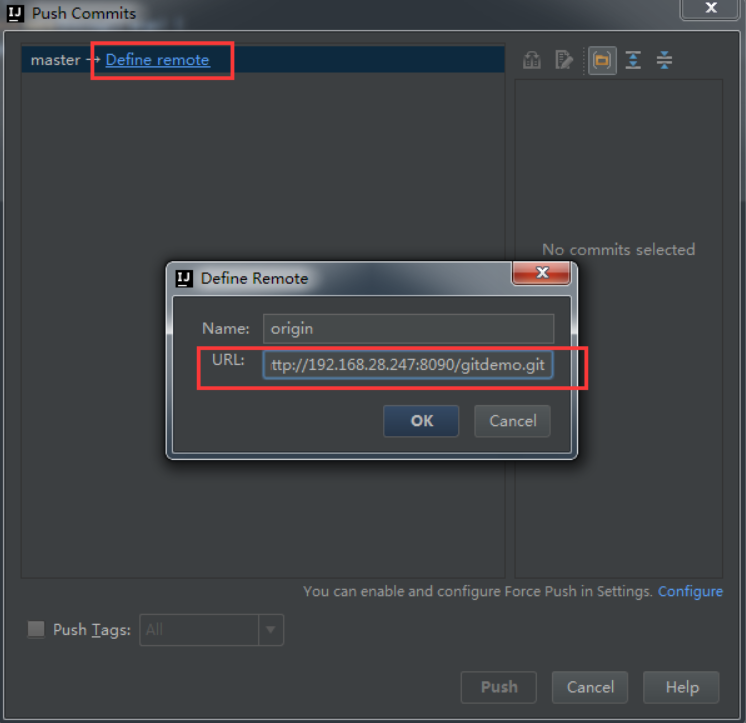 Push Commits
master → Define remote
No commits selected
Define Remote
Name: origin
URL: ttp://192.168.28.247:8090/gitdemo.git
OK Cancel
You can enable and configure Force Push in Settings. Configure
Push Tags: All
Push Cancel Help